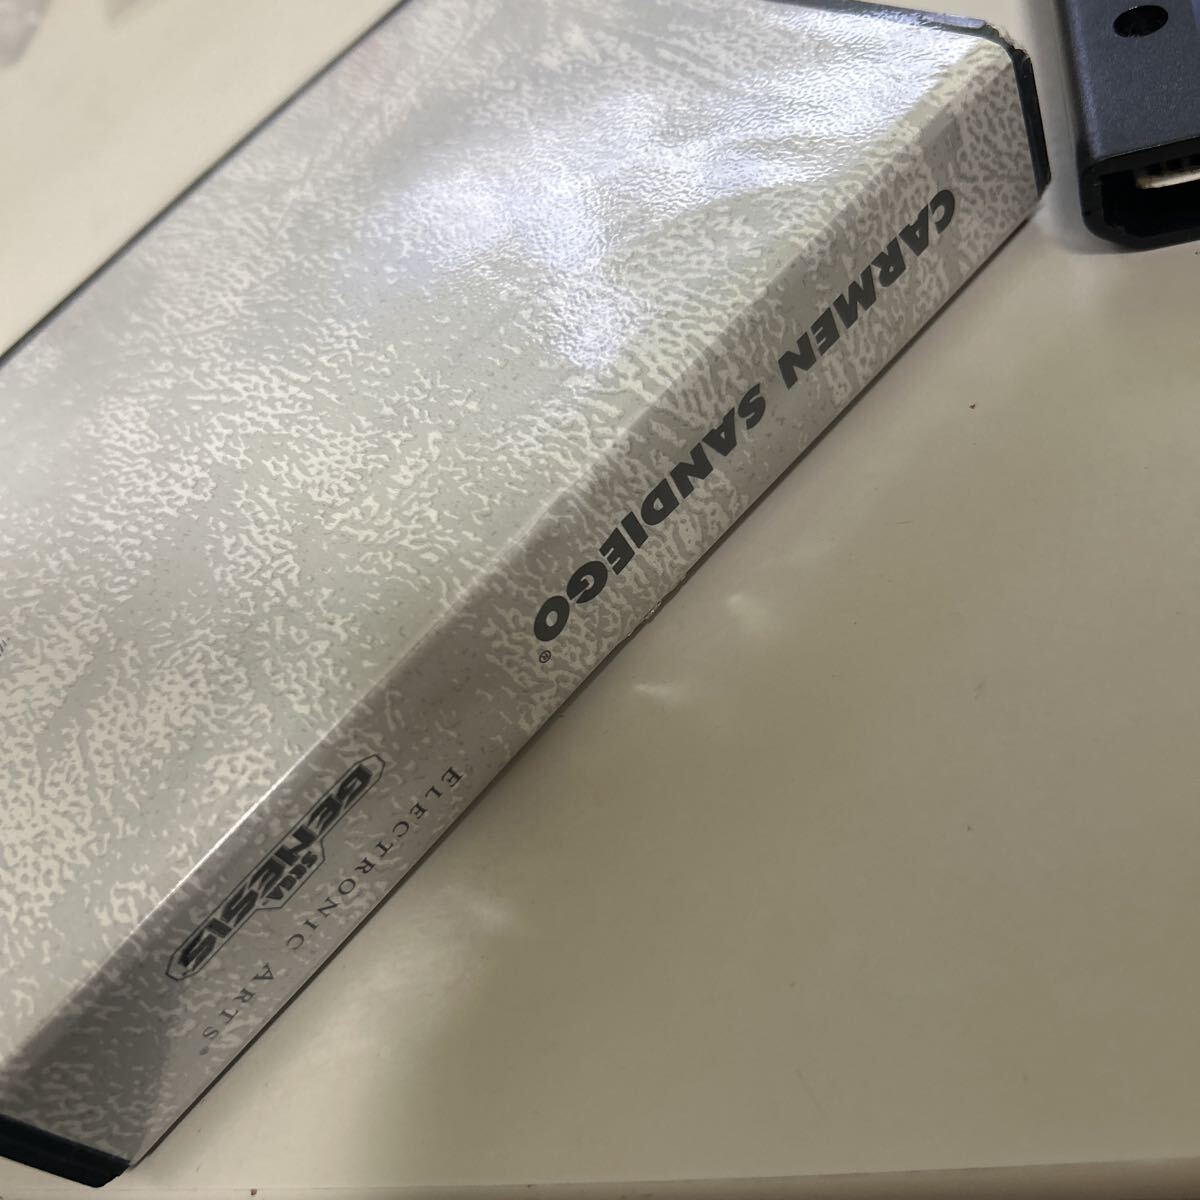 CARMEN SANDIEGO®
SEGA
GENESIS
ELECTRONIC ARTS®